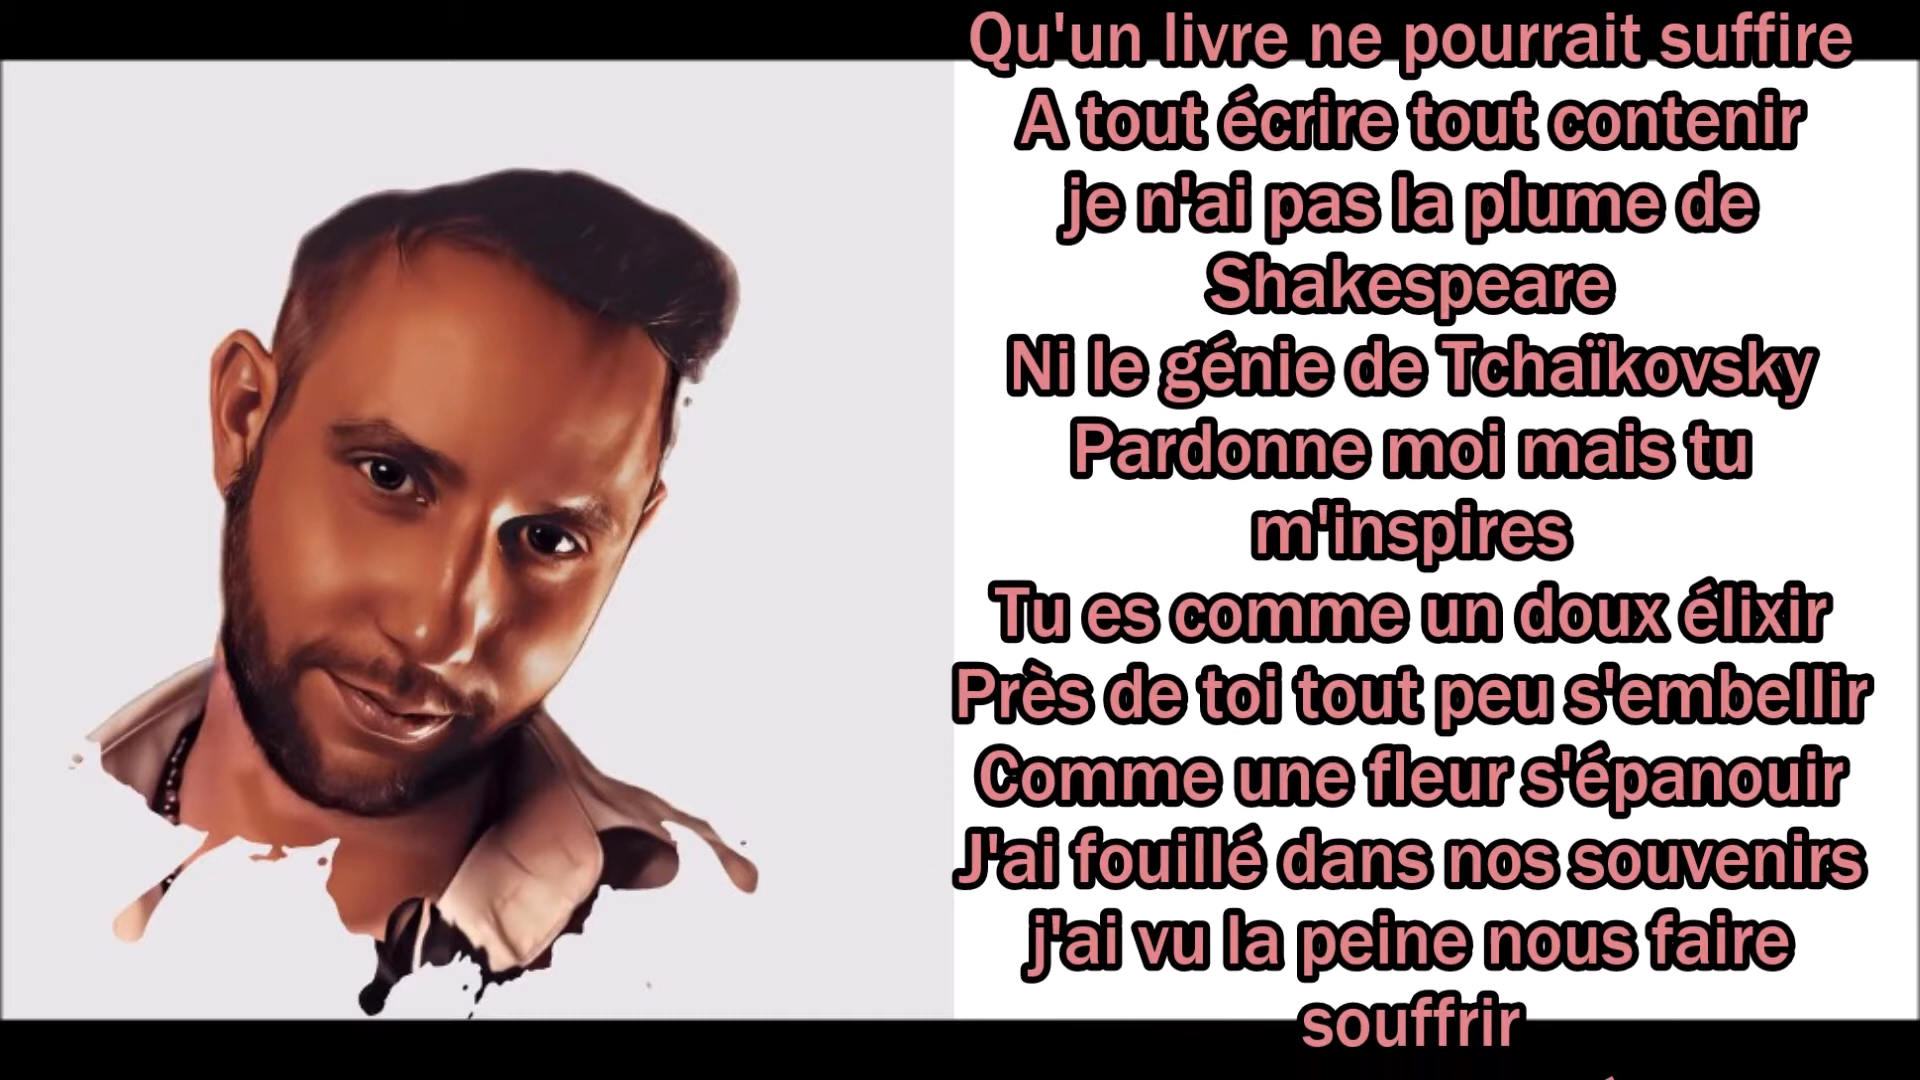 Qu'un livre ne pourrait suffire
A tout écrire tout contenir
je n'ai pas la plume de
Shakespeare
Ni le génie de Tchaïkovsky
Pardonne moi mais tu
m'inspires
Tu es comme un doux élixir
Près de toi tout peu s'embellir
Comme une fleur s'épanouir
J'ai fouillé dans nos souvenirs
j'ai vu la peine nous faire
souffrir